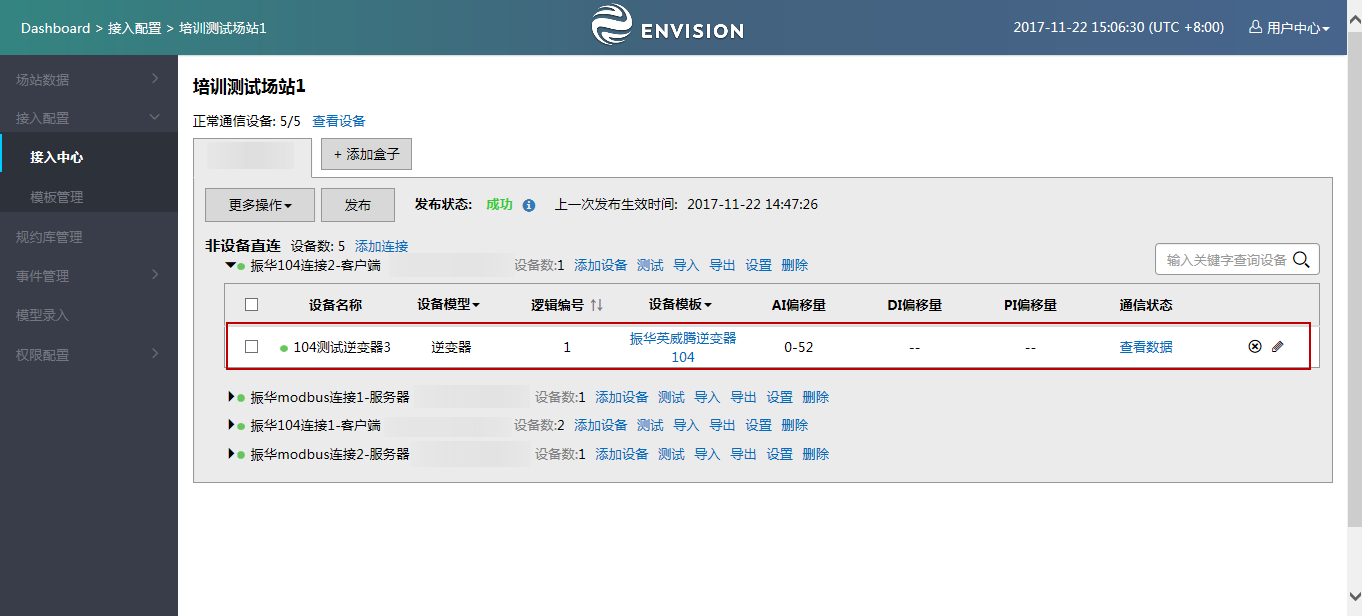 Dashboard > 接入配置 > 培训测试场站1
ENVISION
2017-11-22 15:06:30 (UTC +8:00)
用户中心
场站数据
接入配置
接入中心
模板管理
规约库管理
事件管理
模型录入
权限配置
培训测试场站1
正常通信设备: 5/5 查看设备
+ 添加盒子
更多操作 发布 发布状态: 成功 上一次发布生效时间: 2017-11-22 14:47:26
非设备直连 设备数: 5 添加连接
振华104连接2-客户端 设备数:1 添加设备 测试 导入 导出 设置 删除
输入关键字查询设备
设备名称 设备模型 逻辑编号 设备模板 AI偏移量 DI偏移量 PI偏移量 通信状态
104测试逆变器3 逆变器 1 振华英威腾逆变器 0-52 -- -- 查看数据
104
振华modbus连接1-服务器 设备数:1 添加设备 测试 导入 导出 设置 删除
振华104连接1-客户端 设备数:2 添加设备 测试 导入 导出 设置 删除
振华modbus连接2-服务器 设备数:1 添加设备 测试 导入 导出 设置 删除